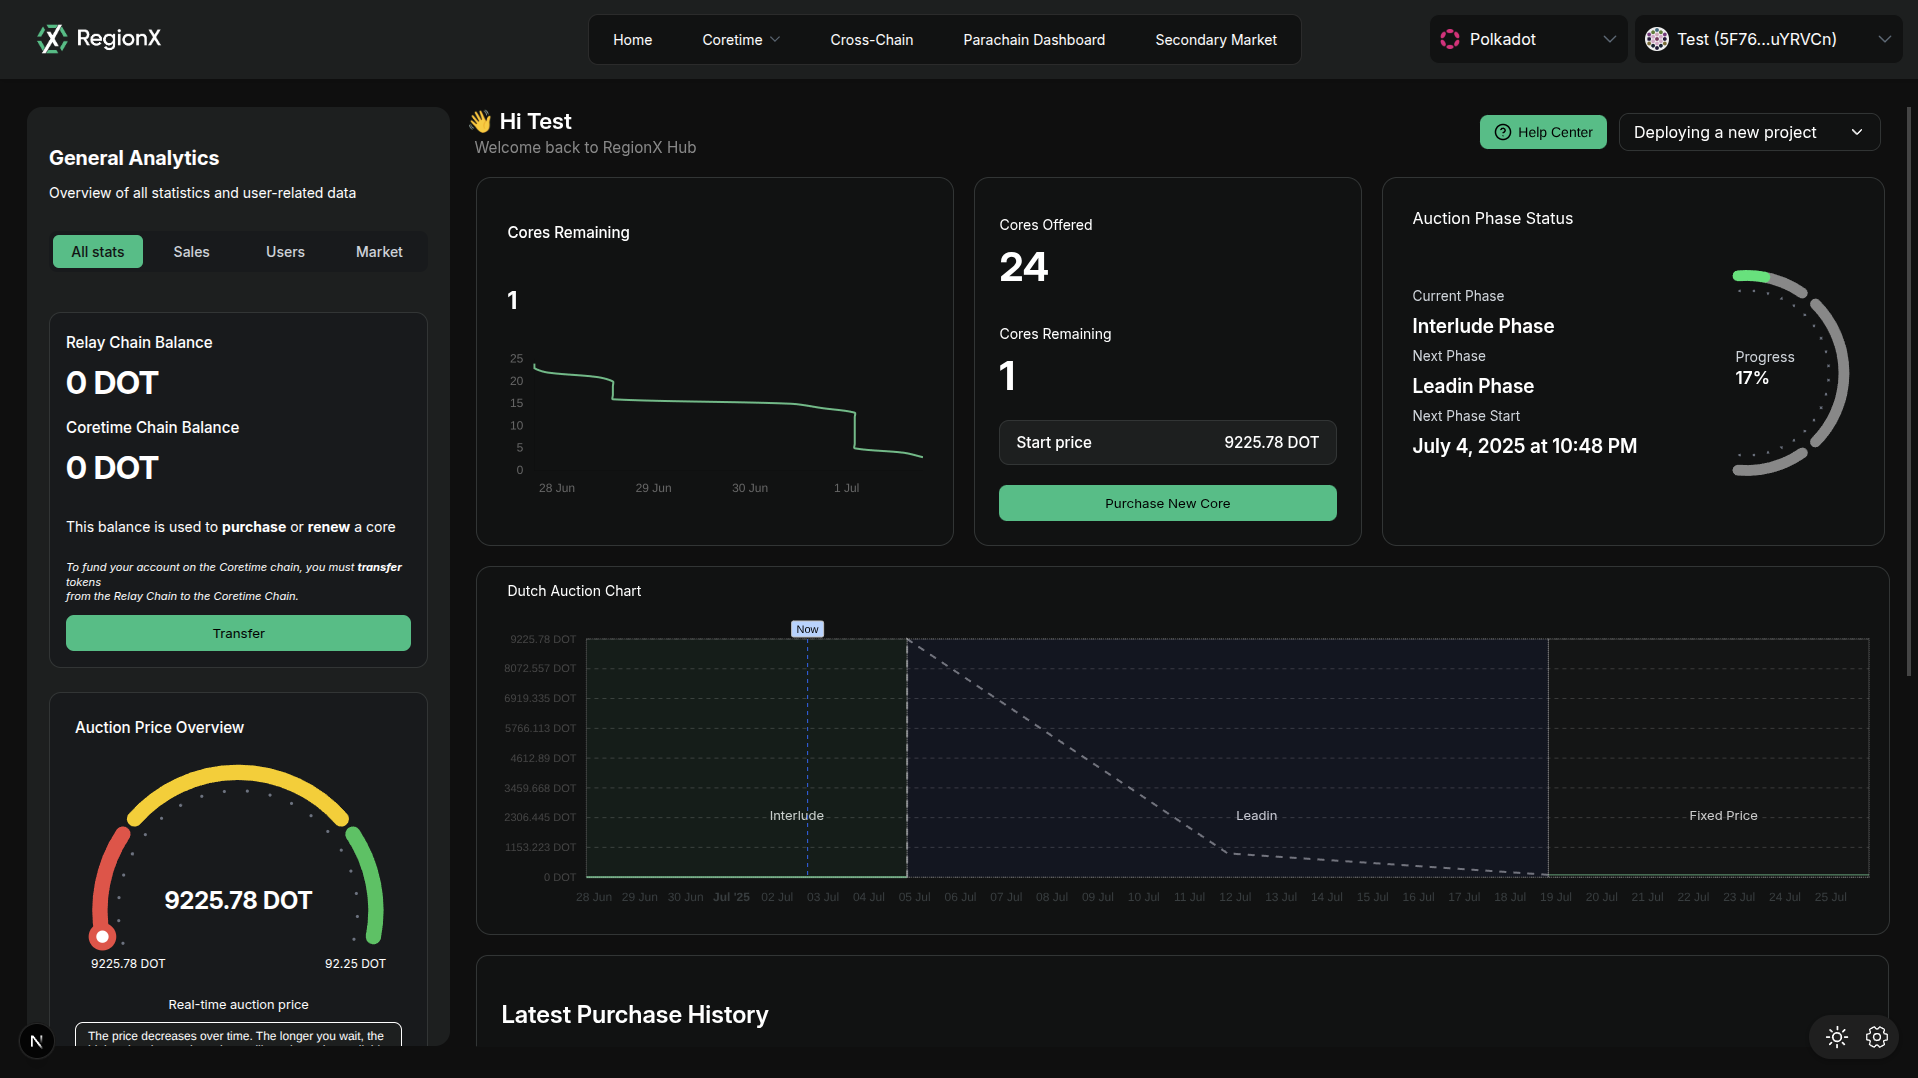 RegionX
Home
Coretime
Cross-Chain
Parachain Dashboard
Secondary Market
Polkadot
Test (5F76...uYRVCn)
General Analytics
Overview of all statistics and user-related data
All stats
Sales
Users
Market
Relay Chain Balance
0 DOT
Coretime Chain Balance
0 DOT
This balance is used to purchase or renew a core
To fund your account on the Coretime chain, you must transfer
tokens
from the Relay Chain to the Coretime Chain.
Transfer
Auction Price Overview
9225.78 DOT
9225.78 DOT
92.25 DOT
Real-time auction price
The price decreases over time. The longer you wait, the
N
👋 Hi Test
Welcome back to RegionX Hub
Help Center
Deploying a new project
Cores Remaining
1
25
20
15
10
5
0
28 Jun
29 Jun
30 Jun
1 Jul
Cores Offered
24
Cores Remaining
1
Start price
9225.78 DOT
Purchase New Core
Auction Phase Status
Current Phase
Interlude Phase
Next Phase
Leadin Phase
Next Phase Start
July 4, 2025 at 10:48 PM
Progress
17%
Dutch Auction Chart
Now
9225.78 DOT
8072.557 DOT
6919.335 DOT
5766.113 DOT
4612.89 DOT
3459.668 DOT
2306.445 DOT
1153.223 DOT
0 DOT
Interlude
Leadin
Fixed Price
28 Jun
29 Jun
30 Jun
Jul '25
02 Jul
03 Jul
04 Jul
05 Jul
06 Jul
07 Jul
08 Jul
09 Jul
10 Jul
11 Jul
12 Jul
13 Jul
14 Jul
15 Jul
16 Jul
17 Jul
18 Jul
19 Jul
20 Jul
21 Jul
22 Jul
23 Jul
24 Jul
25 Jul
Latest Purchase History